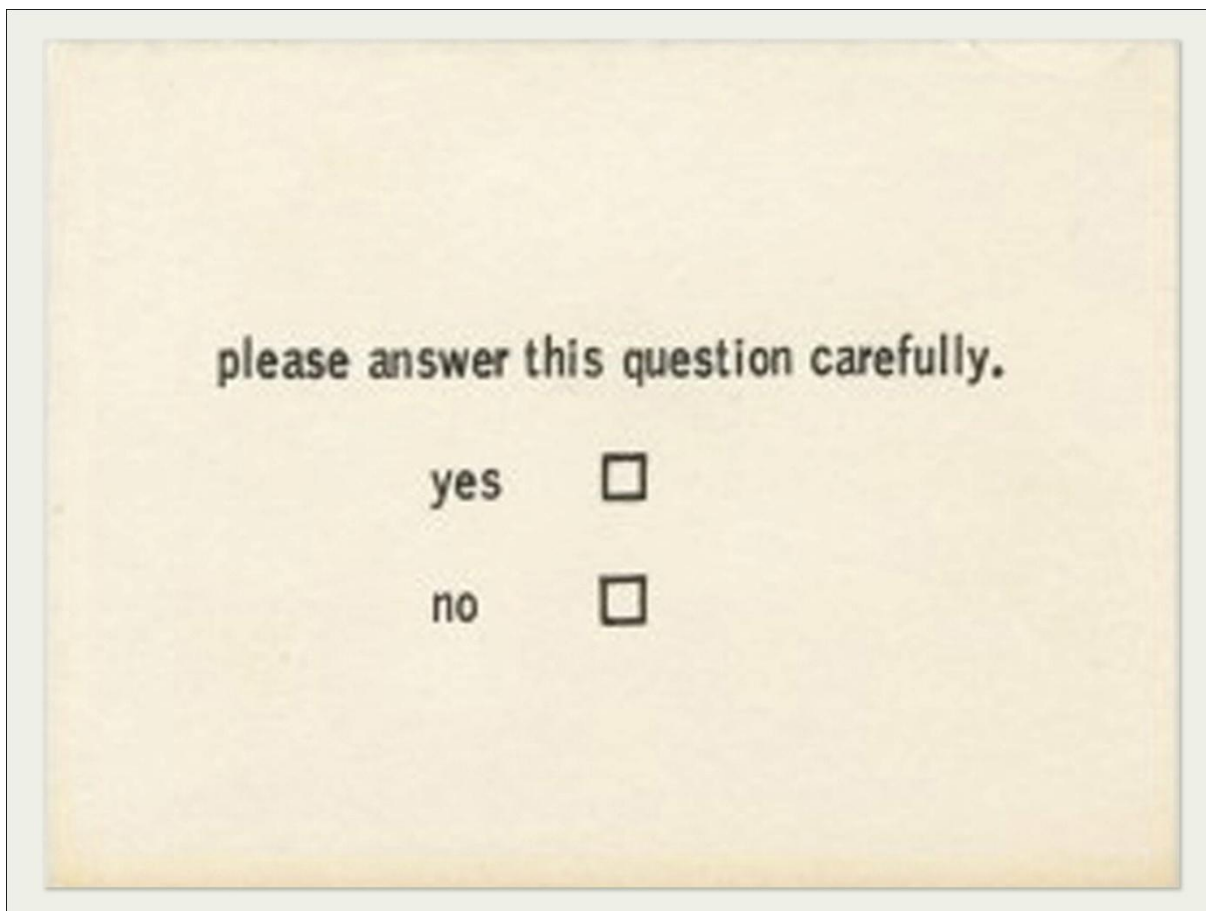 please answer this question carefully.
yes ☐
no ☐